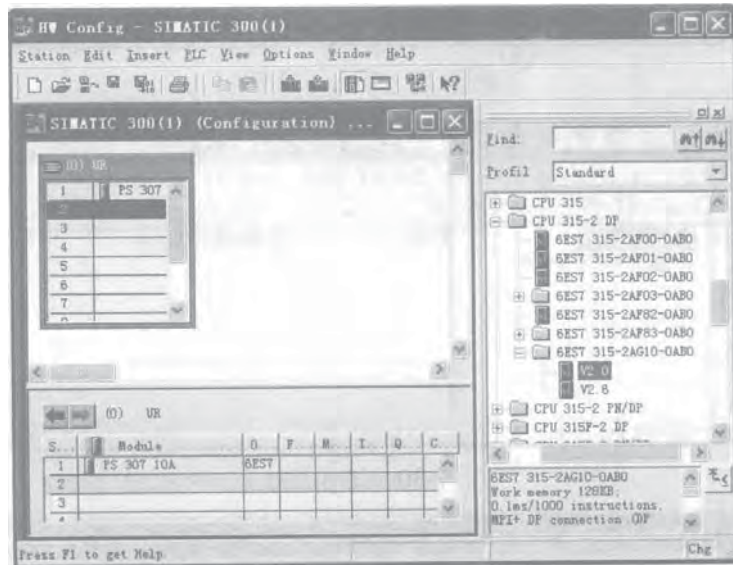 HW Config - SIMATIC 300(1)
Station Edit Insert PLC View Options Window Help
SIMATIC 300(1) (Configuration) ...
(0) UR
1 PS 307
2
3
4
5
6
7
Find:
Profil Standard
CPU 315
CPU 315-2 DP
6ES7 315-2AF00-0AB0
6ES7 315-2AF01-0AB0
6ES7 315-2AF02-0AB0
6ES7 315-2AF03-0AB0
6ES7 315-2AF82-0AB0
6ES7 315-2AF83-0AB0
6ES7 315-2AG10-0AB0
V2.0
V2.6
CPU 315-2 PN/DP
CPU 315F-2 DP
(0) UR
S... Module O... F... M... I... Q... C...
1 PS 307 10A 6ES7
2
3
6ES7 315-2AG10-0AB0
Work memory 128KB;
0.1ms/1000 instructions,
MPI+ DP connection (DP
Press F1 to get Help.
Chg